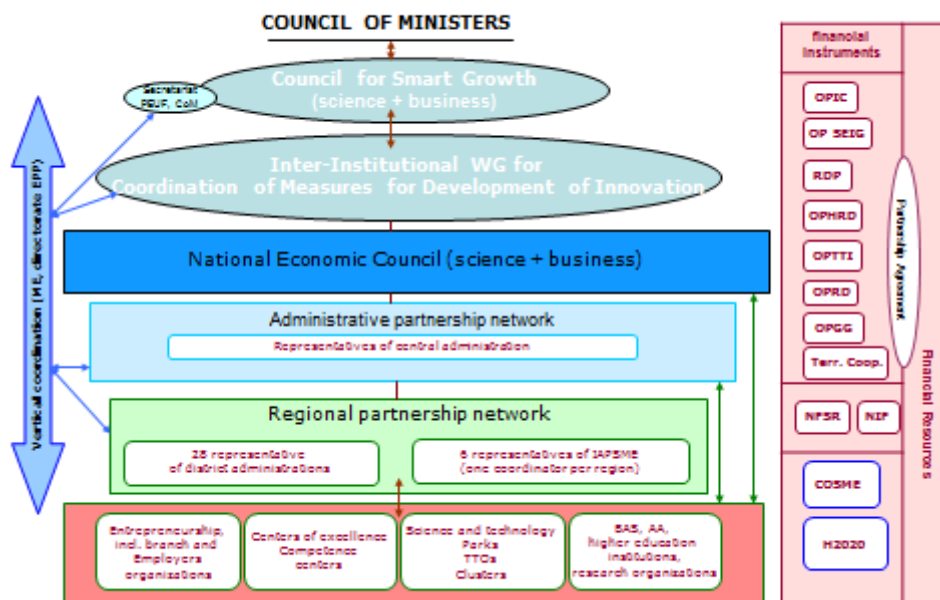 COUNCIL OF MINISTERS
Council for Smart Growth
(science + business)
Secretariat
PEUF, CoM
Inter-Institutional WG for
Coordination of Measures for Development of Innovation
Vertical coordination (ME, directorate EPP)
National Economic Council (science + business)
Administrative partnership network
Representatives of central administration
Regional partnership network
28 representative
of district administrations
6 representatives of IAPSME
(one coordinator per region)
Entrepreneurship,
incl. branch and
Employers
organizations
Centers of excellence
Competence
centers
Science and technology
Parks
TTOs
Clusters
BAS, AA,
higher education
institutions,
research organizations
financial
Instruments
OPIC
OP SEIG
RDP
OPHRD
OPTTI
OPRD
OPGG
Terr. Coop.
Partnership Agreement
NFSR
NIF
COSME
H2020
Financial Resources